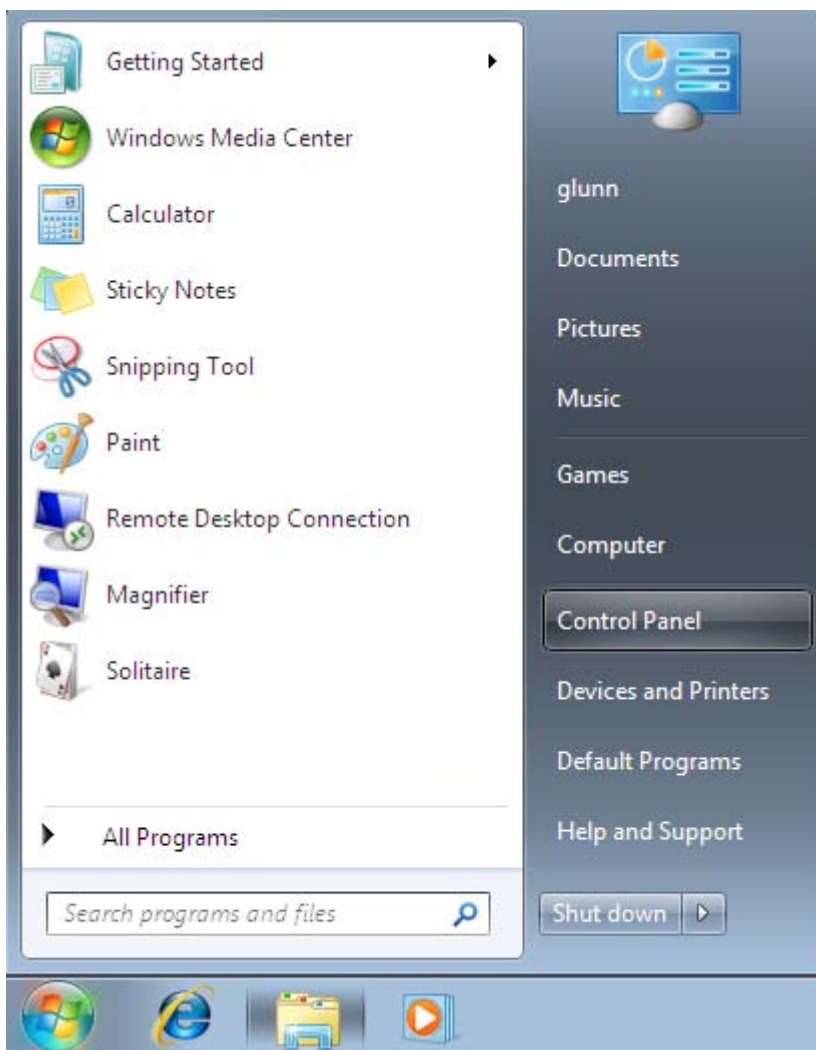 Getting Started
Windows Media Center
Calculator
Sticky Notes
Snipping Tool
Paint
Remote Desktop Connection
Magnifier
Solitaire
All Programs
Search programs and files
glunn
Documents
Pictures
Music
Games
Computer
Control Panel
Devices and Printers
Default Programs
Help and Support
Shut down